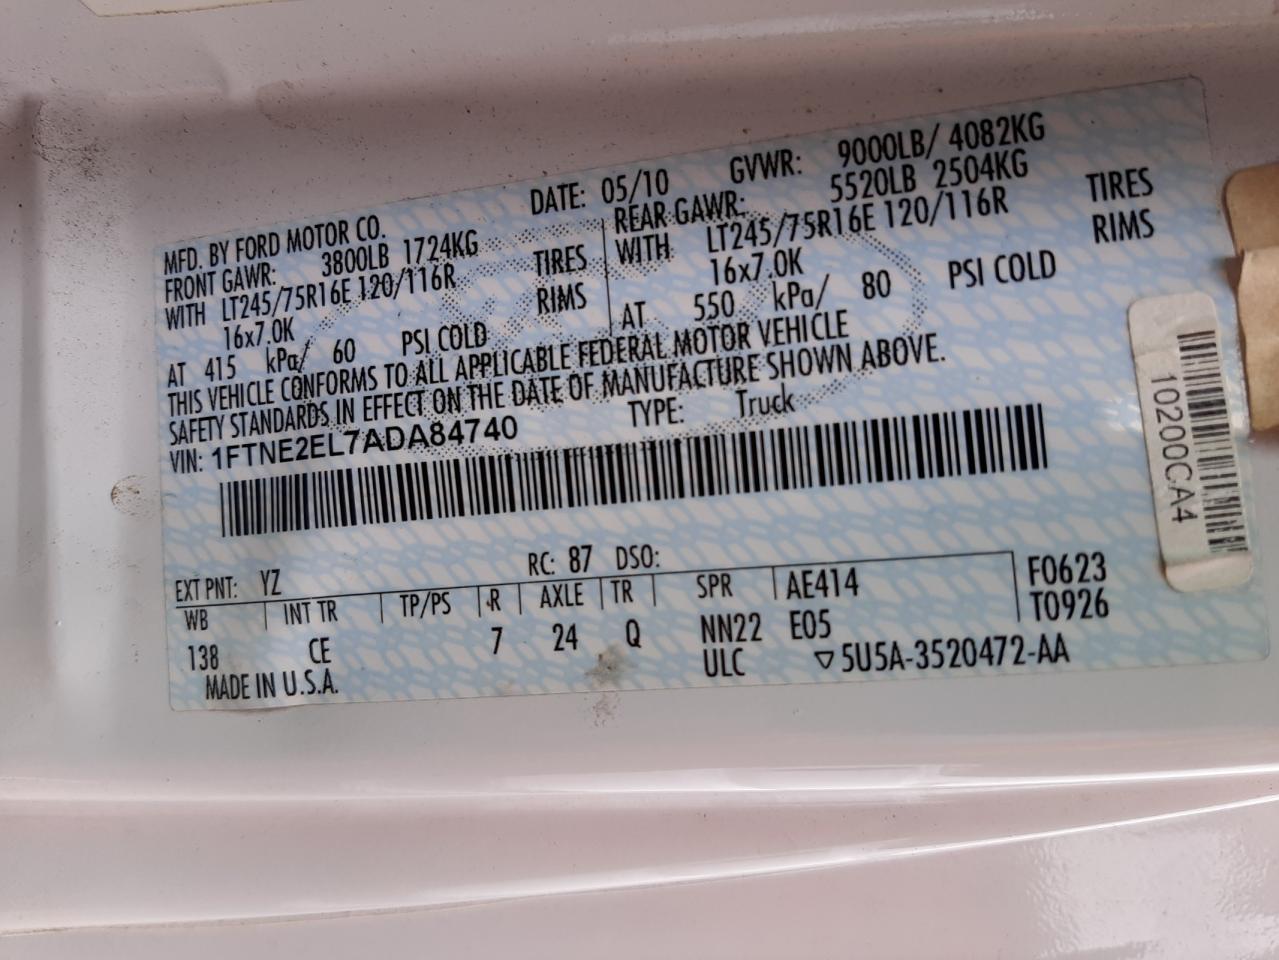 MFD. BY FORD MOTOR CO.
DATE: 05/10 GVWR: 9000LB/ 4082KG
FRONT GAWR: 3800LB 1724KG
WITH LT245/75R16E 120/116R TIRES
16x7.0K RIMS
AT 415 kPa/ 60 PSI COLD
REAR GAWR: 5520LB 2504KG
WITH LT245/75R16E 120/116R TIRES
16x7.0K RIMS
AT 550 kPa/ 80 PSI COLD
THIS VEHICLE CONFORMS TO ALL APPLICABLE FEDERAL MOTOR VEHICLE
SAFETY STANDARDS IN EFFECT ON THE DATE OF MANUFACTURE SHOWN ABOVE.
VIN: 1FTNE2EL7ADA84740 TYPE: Truck
EXT PNT: YZ RC: 87 DSO:
WB INT TR TP/PS R AXLE TR SPR AE414 F0623
138 CE 7 24 Q NN22 E05 T0926
MADE IN U.S.A. ULC ▽5U5A-3520472-AA
10200CA4